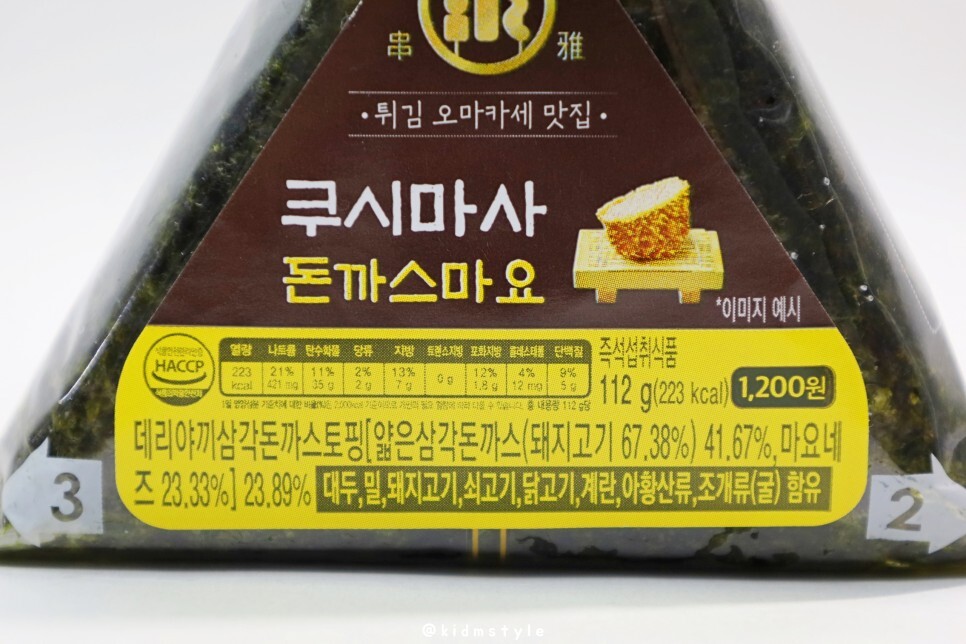 串 雅
·튀김 오마카세 맛집·
쿠시마사
돈까스마요
*이미지 예시
HACCP
열량 나트륨 탄수화물 당류 지방 트랜스지방 포화지방 콜레스테롤 단백질
223 kcal 21% 421 mg 11% 35 g 2% 2 g 13% 7 g 0 g 12% 1.8 g 4% 12 mg 9% 5 g
즉석섭취식품
112 g(223 kcal) 1,200원
데리야끼삼각돈까스토핑[얇은삼각돈까스(돼지고기 67.38%) 41.67%, 마요네
즈 23.33%] 23.89% 대두,밀,돼지고기,쇠고기,닭고기,계란,아황산류,조개류(굴) 함유
3
2
@kidmstyle